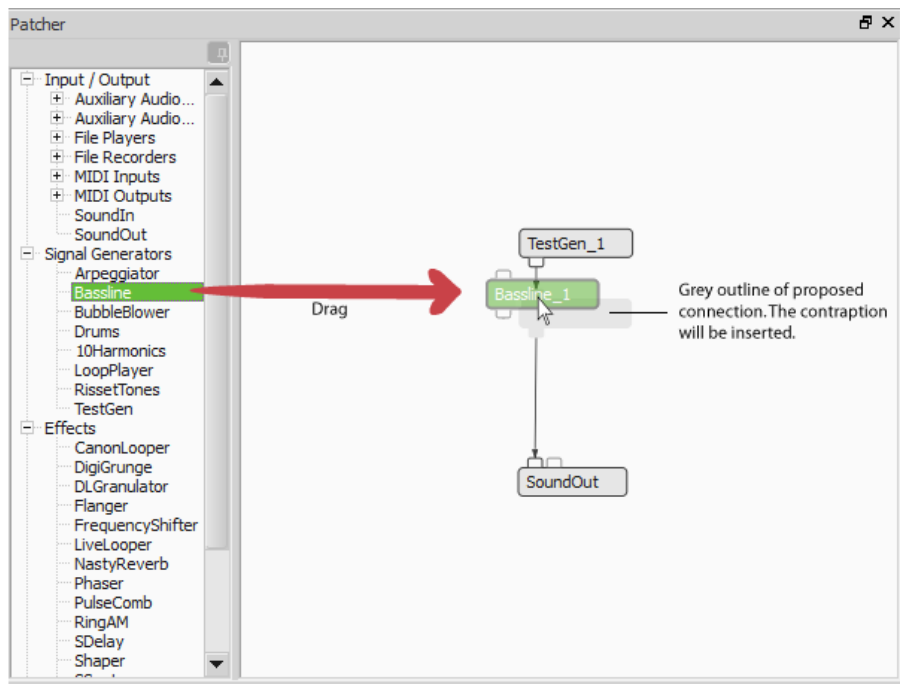 Patcher
Input / Output
Auxiliary Audio...
Auxiliary Audio...
File Players
File Recorders
MIDI Inputs
MIDI Outputs
SoundIn
SoundOut
Signal Generators
Arpeggiator
Bassline
BubbleBlower
Drums
10Harmonics
LoopPlayer
RissetTones
TestGen
Effects
CanonLooper
DigiGrunge
DLGranulator
Flanger
FrequencyShifter
LiveLooper
NastyReverb
Phaser
PulseComb
RingAM
SDelay
Shaper
Drag
TestGen_1
Bassline_1
Grey outline of proposed
connection. The contraption
will be inserted.
SoundOut